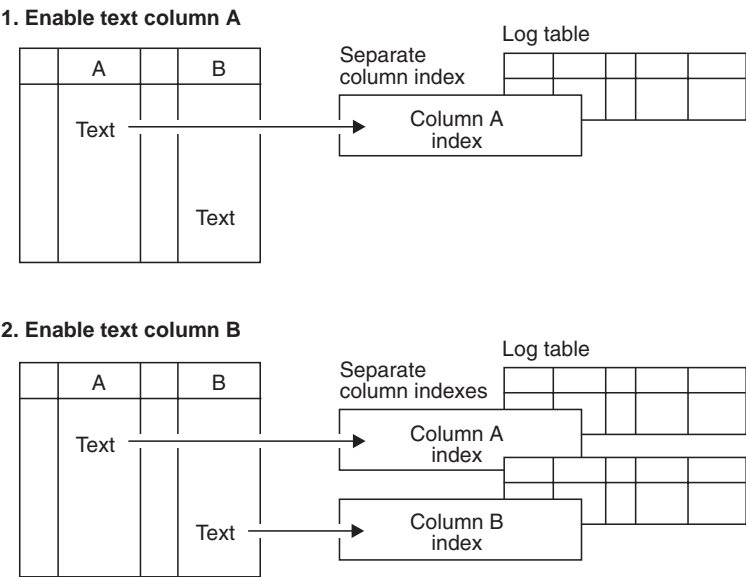 1. Enable text column A
Log table
Separate
column index
A
B
Column A
index
Text
Text
2. Enable text column B
Log table
Separate
column indexes
A
B
Column A
index
Text
Column B
index
Text